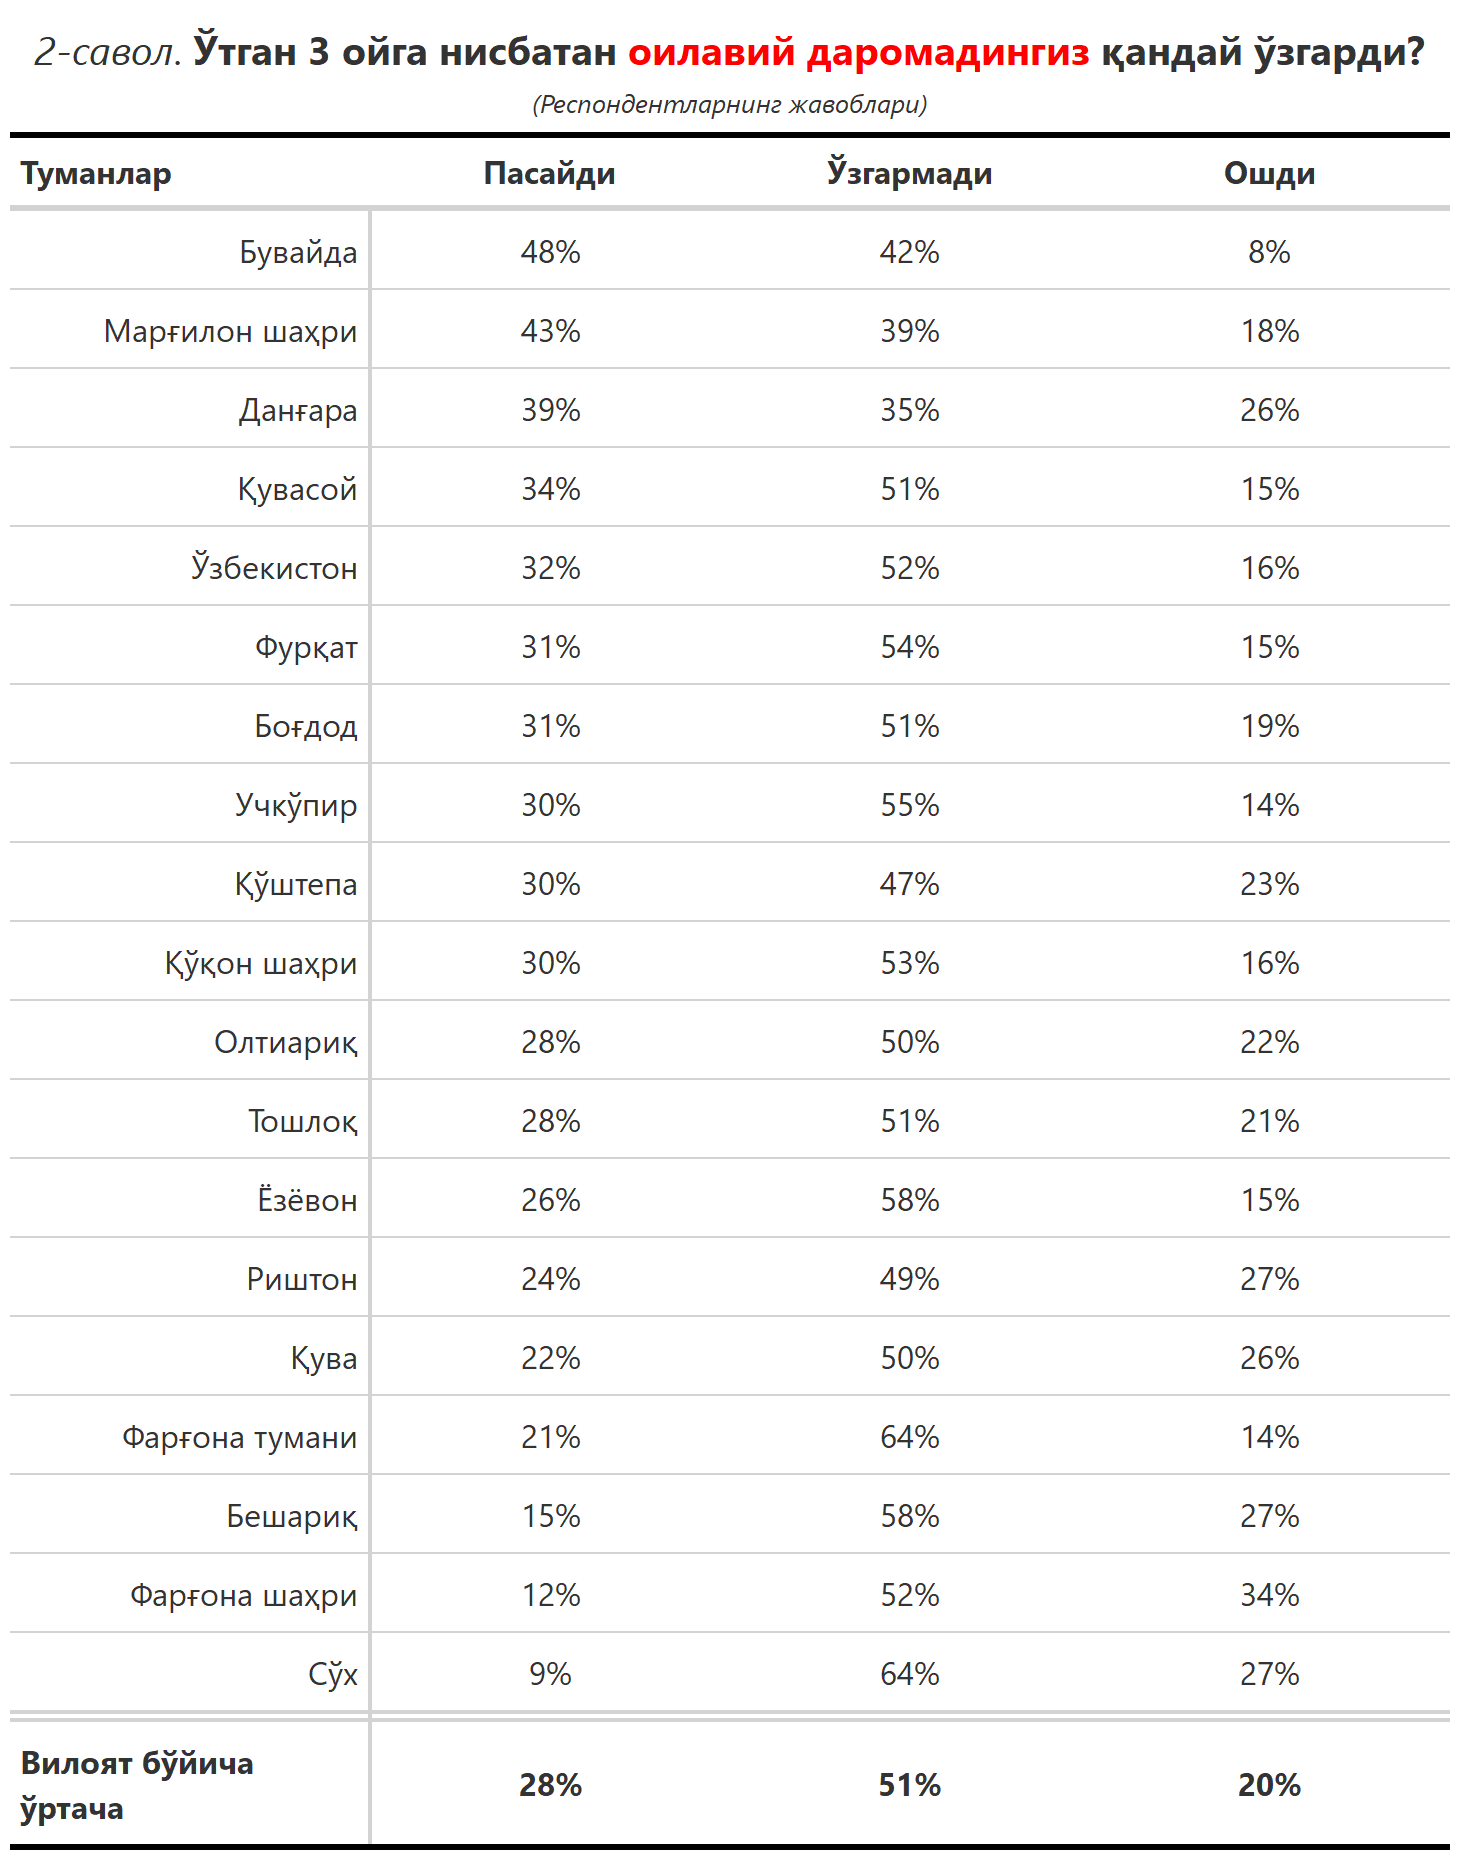 2-савол. Ўтган 3 ойга нисбатан оилавий даромадингиз қандай ўзгарди?
(Респондентларнинг жавоблари)
Туманлар Пасайди Ўзгармади Ошди
Бувайда 48% 42% 8%
Марғилон шаҳри 43% 39% 18%
Данғара 39% 35% 26%
Қувасой 34% 51% 15%
Ўзбекистон 32% 52% 16%
Фурқат 31% 54% 15%
Боғдод 31% 51% 19%
Учкўпир 30% 55% 14%
Қўштепа 30% 47% 23%
Қўқон шаҳри 30% 53% 16%
Олтиариқ 28% 50% 22%
Тошлоқ 28% 51% 21%
Ёзёвон 26% 58% 15%
Риштон 24% 49% 27%
Қува 22% 50% 26%
Фарғона тумани 21% 64% 14%
Бешариқ 15% 58% 27%
Фарғона шаҳри 12% 52% 34%
Сўх 9% 64% 27%
Вилоят бўйича
ўртача 28% 51% 20%